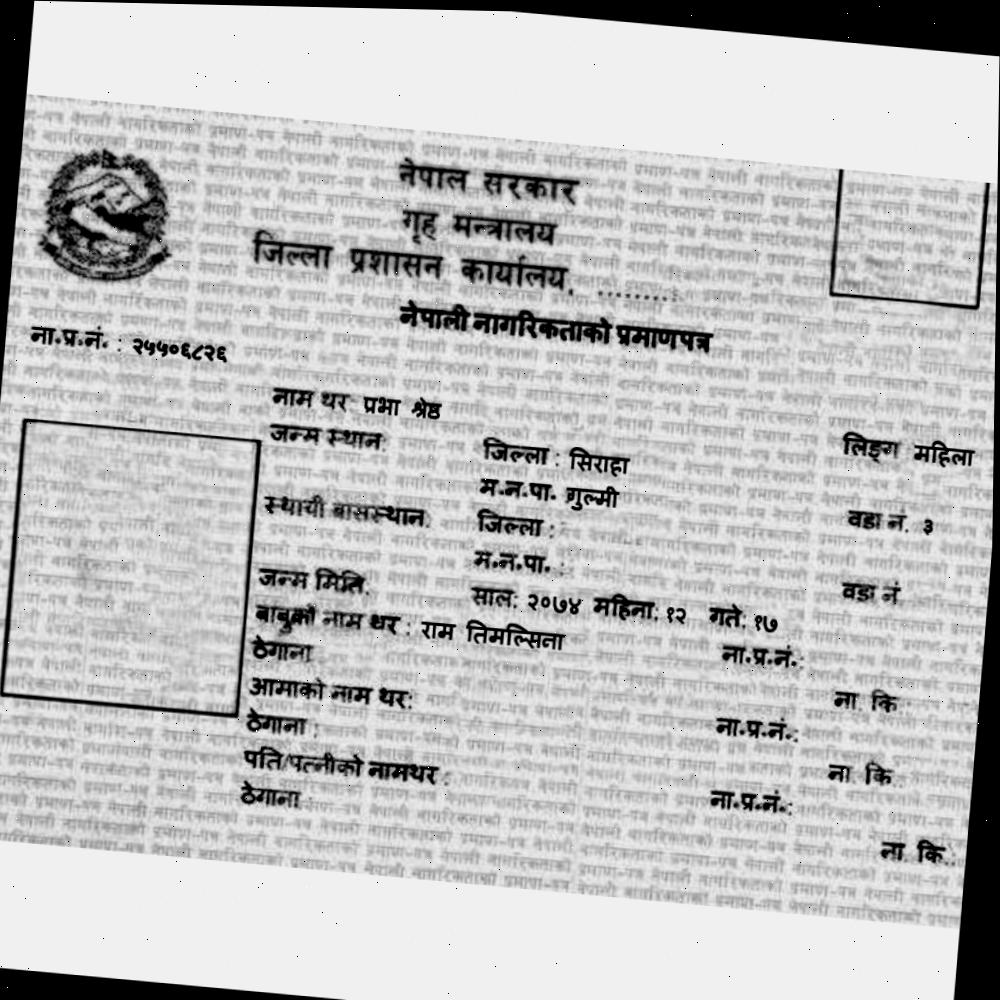 नेपाल सरकार
गृह मन्त्रालय
जिल्ला प्रशासन कार्यालय, .........
नेपाली नागरिकताको प्रमाणपत्र
ना.प्र.नं. : २५५०६८२६
नाम थर: प्रभा श्रेष्ठ लिङ्ग महिला
जन्म स्थान: जिल्ला : सिराहा
म.न.पा. गुल्मी वडा नं. ३
स्थायी बासस्थान: जिल्ला :
म.न.पा. : वडा नं
जन्म मिति: साल: २०७४ महिना: १२ गते: १७
बाबुको नाम थर : राम तिमल्सिना ना.प्र.नं.:
ठेगाना ना. कि.:
आमाको नाम थर: ना.प्र.नं.:
ठेगाना : ना. कि.:
पति/पत्नीको नामथर : ना.प्र.नं.:
ठेगाना ना. कि.: